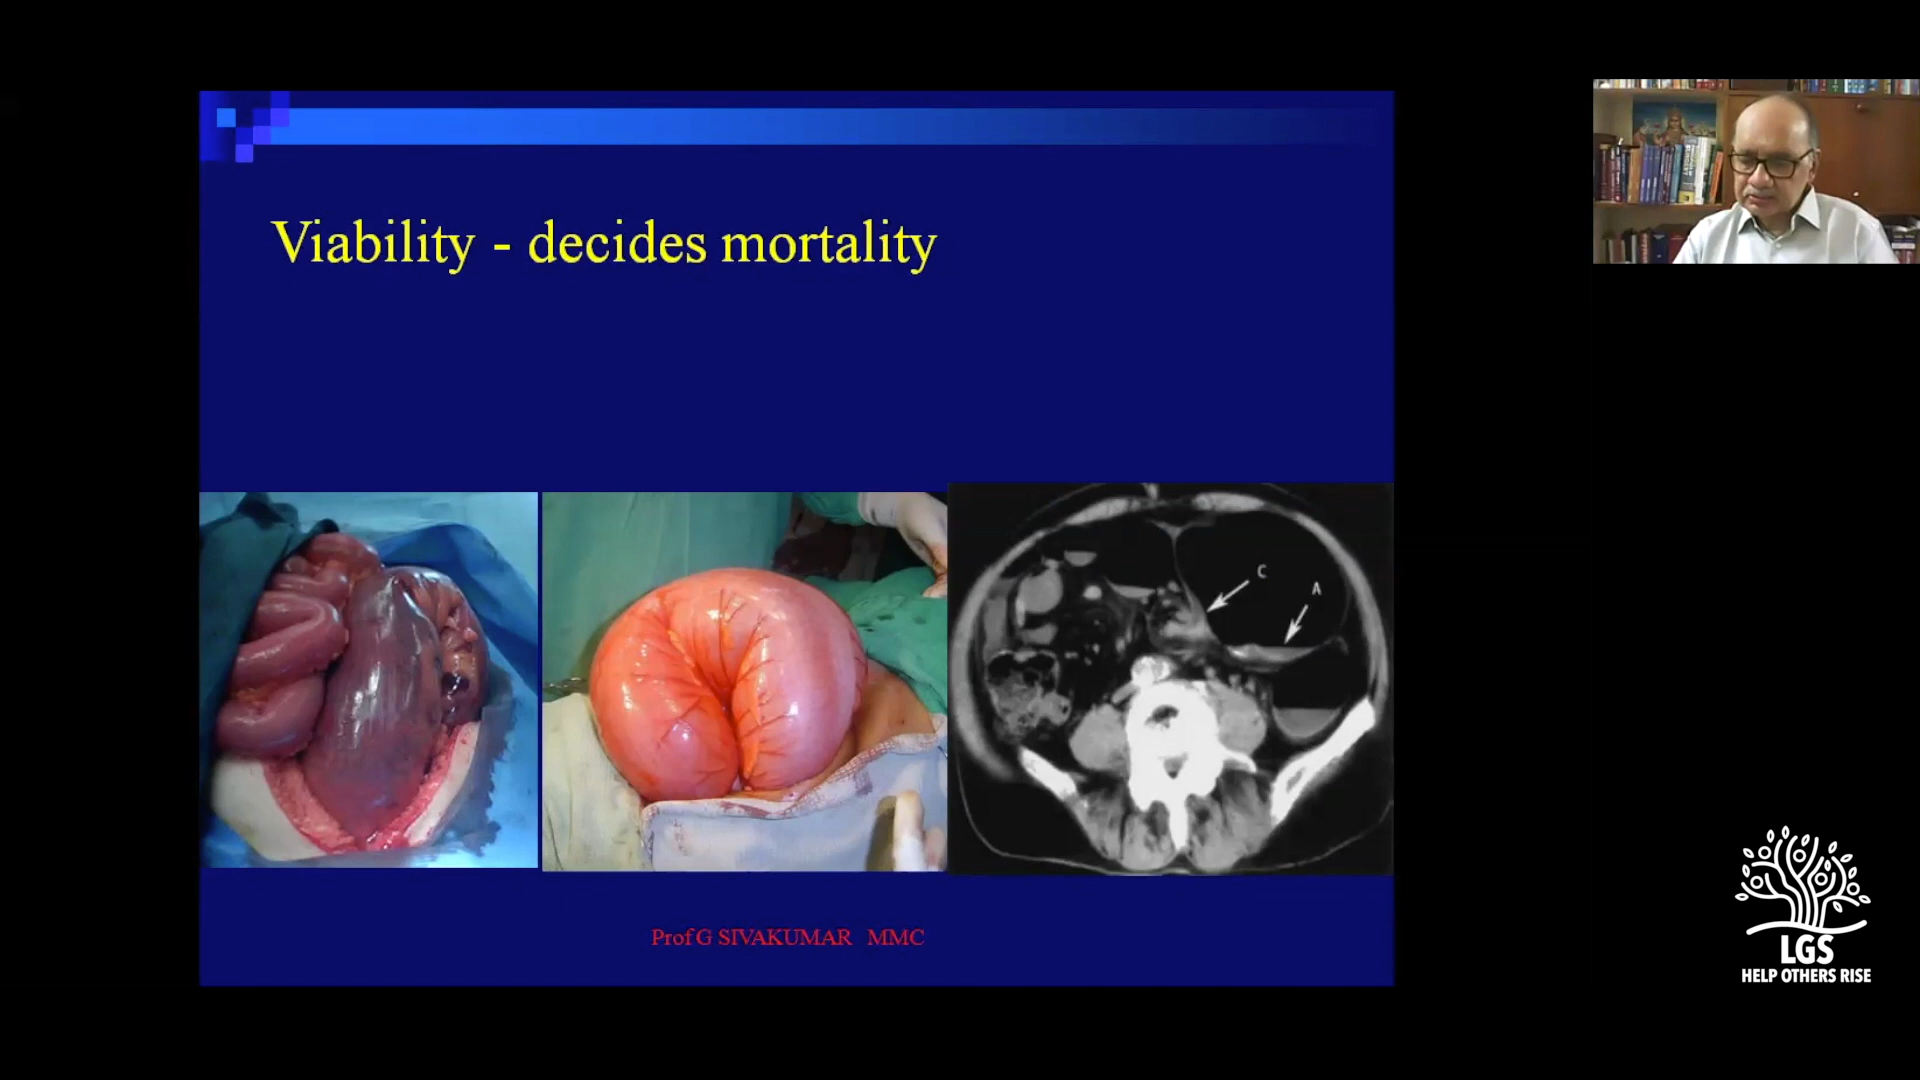 Viability - decides mortality
C
A
Prof G SIVAKUMAR MMC
LGS
HELP OTHERS RISE